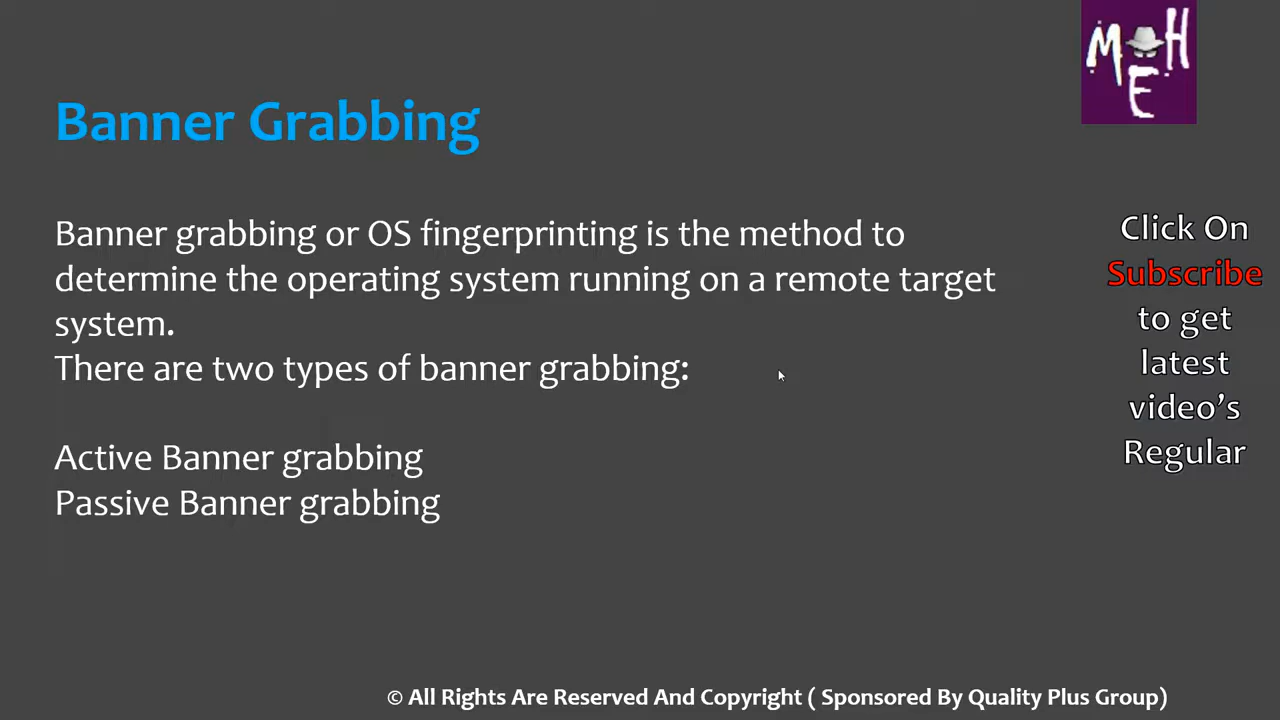 M H
E
Banner Grabbing
Banner grabbing or OS fingerprinting is the method to
determine the operating system running on a remote target
system.
There are two types of banner grabbing:
Active Banner grabbing
Passive Banner grabbing
Click On
Subscribe
to get
latest
video’s
Regular
© All Rights Are Reserved And Copyright ( Sponsored By Quality Plus Group)